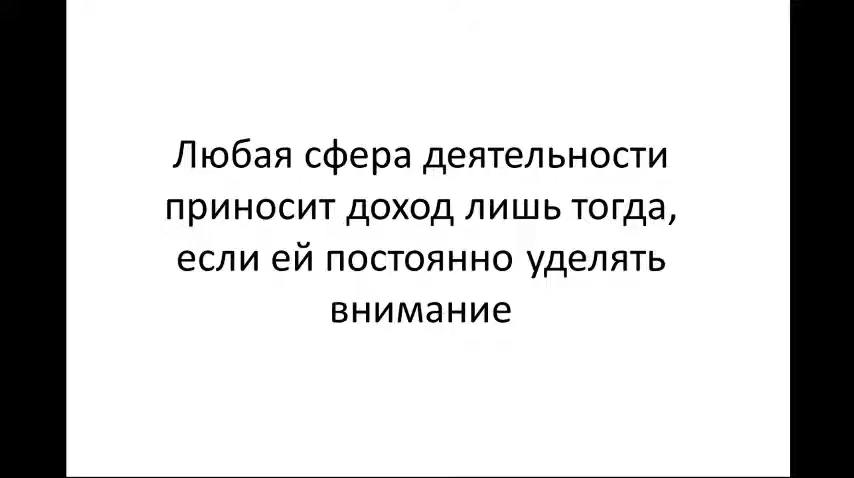 Любая сфера деятельности
приносит доход лишь тогда,
если ей постоянно уделять
внимание